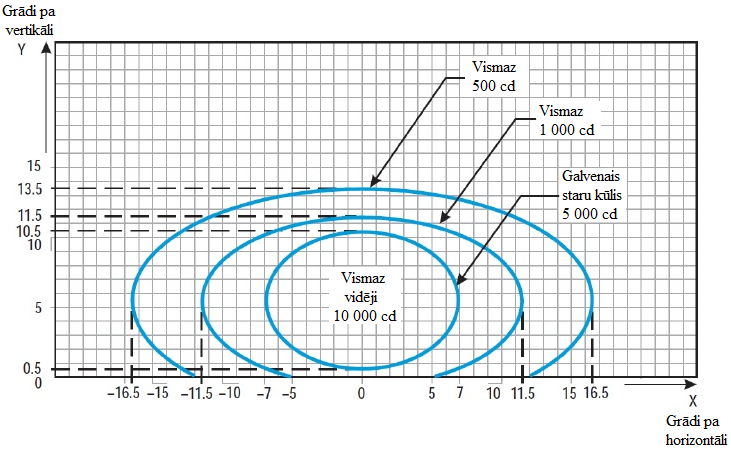 Grādi pa
vertikāli
Y
Vismaz
500 cd
Vismaz
1 000 cd
Galvenais
staru kūlis
5 000 cd
15
13.5
11.5
10.5
10
5
0.5
0
Vismaz
vidēji
10 000 cd
−16.5 −15 −11.5 −10 −7 −5 0 5 7 10 11.5 15 16.5
X
Grādi pa
horizontāli